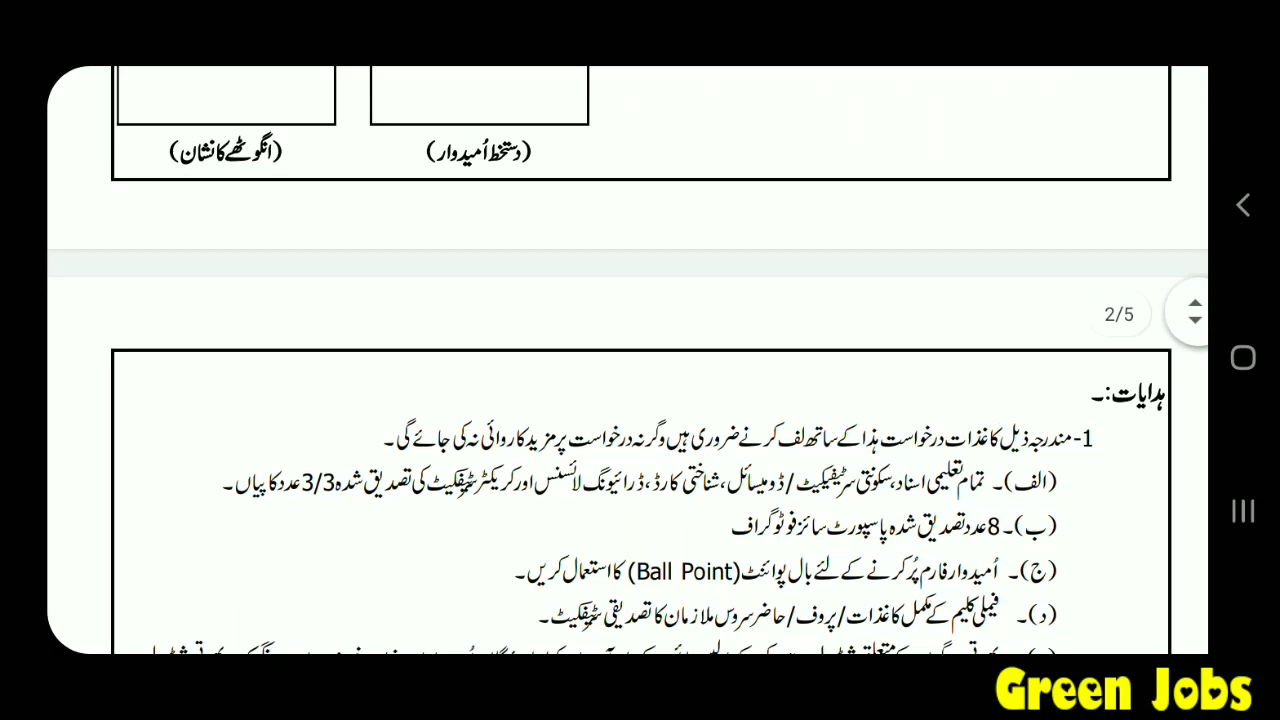 (دستخط اُمیدوار)
(انگوٹھے کا نشان)
2/5
ہدایات:۔
1- مندرجہ ذیل کاغذات درخواست ہذا کے ساتھ لف کرنے ضروری ہیں وگرنہ درخواست پر مزید کاروائی نہ کی جائے گی ۔
(الف)۔ تمام تعلیمی اسناد، سکونتی سرٹیفیکیٹ / ڈومیسائل، شناختی کارڈ، ڈرائیونگ لائسنس اور کریکٹر سرٹیفکیٹ کی تصدیق شدہ 3/3 عدد کاپیاں ۔
(ب)۔ 8 عدد تصدیق شدہ پاسپورٹ سائز فوٹوگراف
(ج)۔ اُمیدوار فارم پُر کرنے کے لئے بال پوائنٹ (Ball Point) کا استعمال کریں ۔
(د)۔ فیملی کلیم کے مکمل کاغذات / پروف / حاضر سروس ملازمان کا تصدیقی سرٹیفکیٹ ۔
Green Jobs